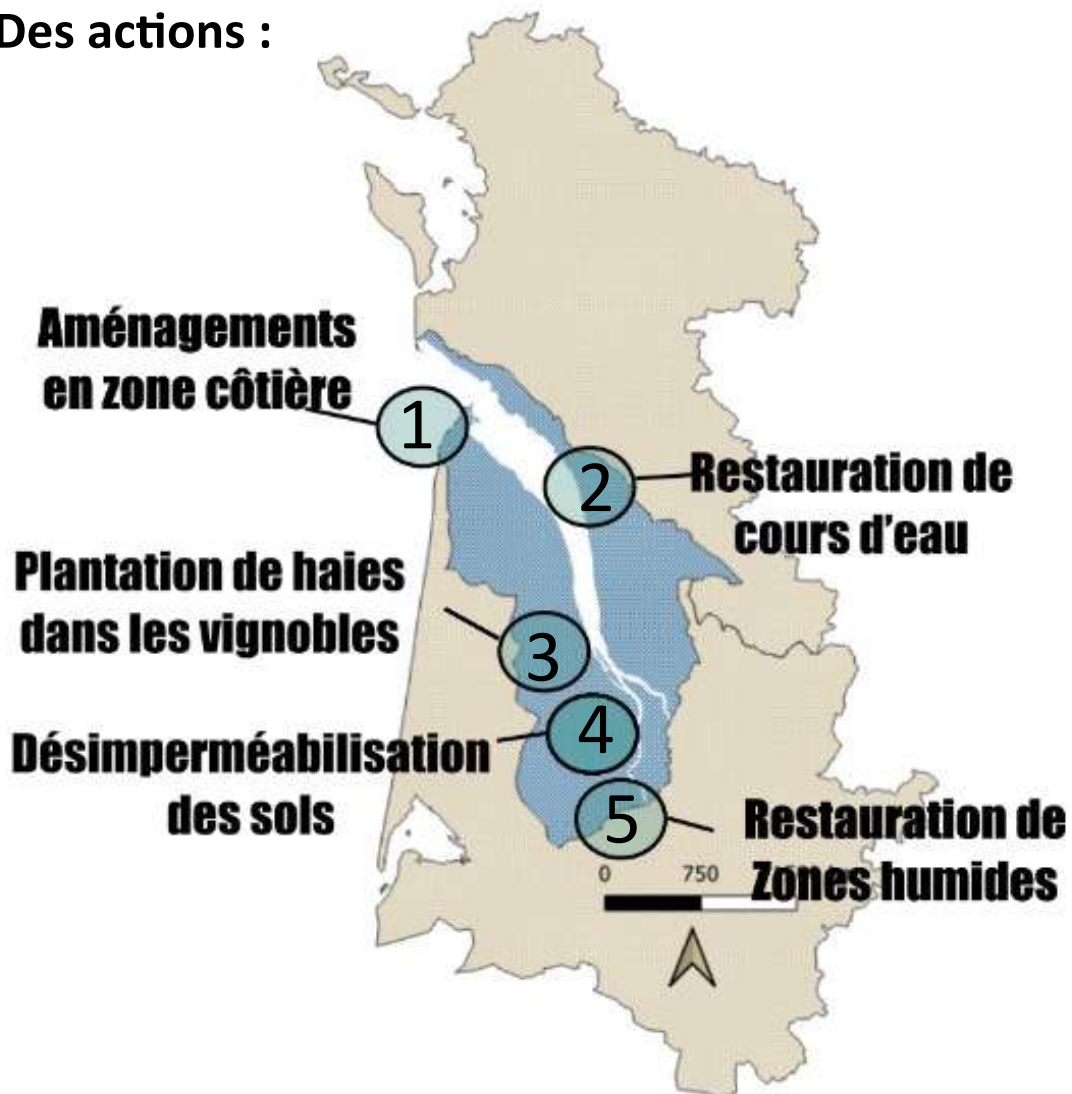 Des actions :
Aménagements
en zone côtière
1
2
Restauration de
cours d'eau
Plantation de haies
dans les vignobles
3
4
Désimperméabilisation
des sols
5
Restauration de
Zones humides
0 750